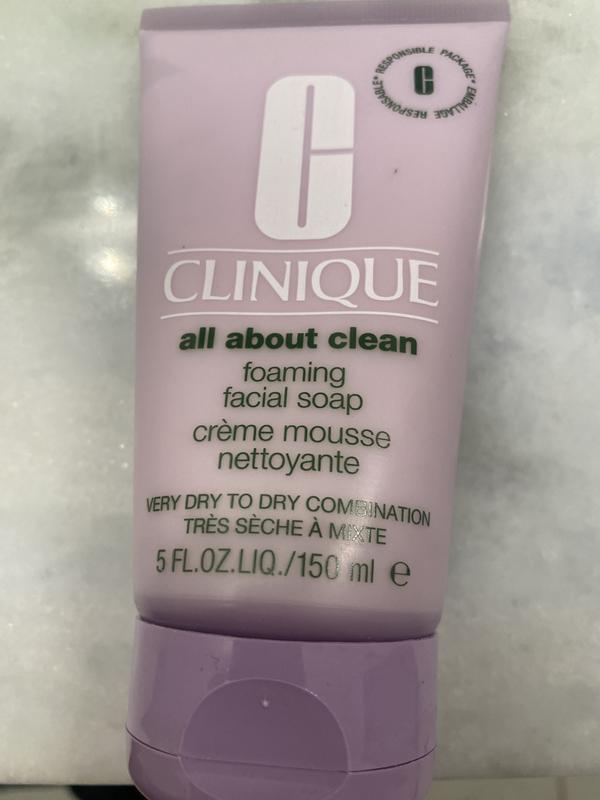 RESPONSIBLE PACKAGE* EMBALLAGE RESPONSABLE*
C
C
CLINIQUE
all about clean
foaming
facial soap
crème mousse
nettoyante
VERY DRY TO DRY COMBINATION
TRÈS SÈCHE À MIXTE
5 FL.OZ.LIQ./150 ml ℮